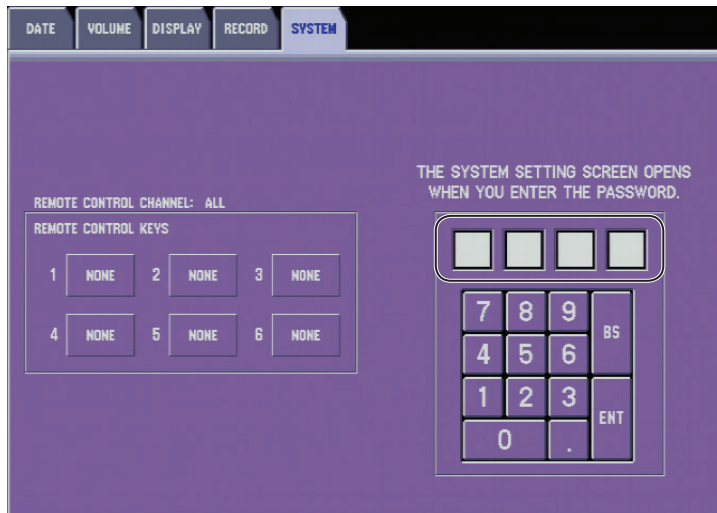 DATE VOLUME DISPLAY RECORD SYSTEM
REMOTE CONTROL CHANNEL: ALL
REMOTE CONTROL KEYS
1 NONE 2 NONE 3 NONE
4 NONE 5 NONE 6 NONE
THE SYSTEM SETTING SCREEN OPENS
WHEN YOU ENTER THE PASSWORD.
7 8 9 BS
4 5 6
1 2 3 ENT
0 .